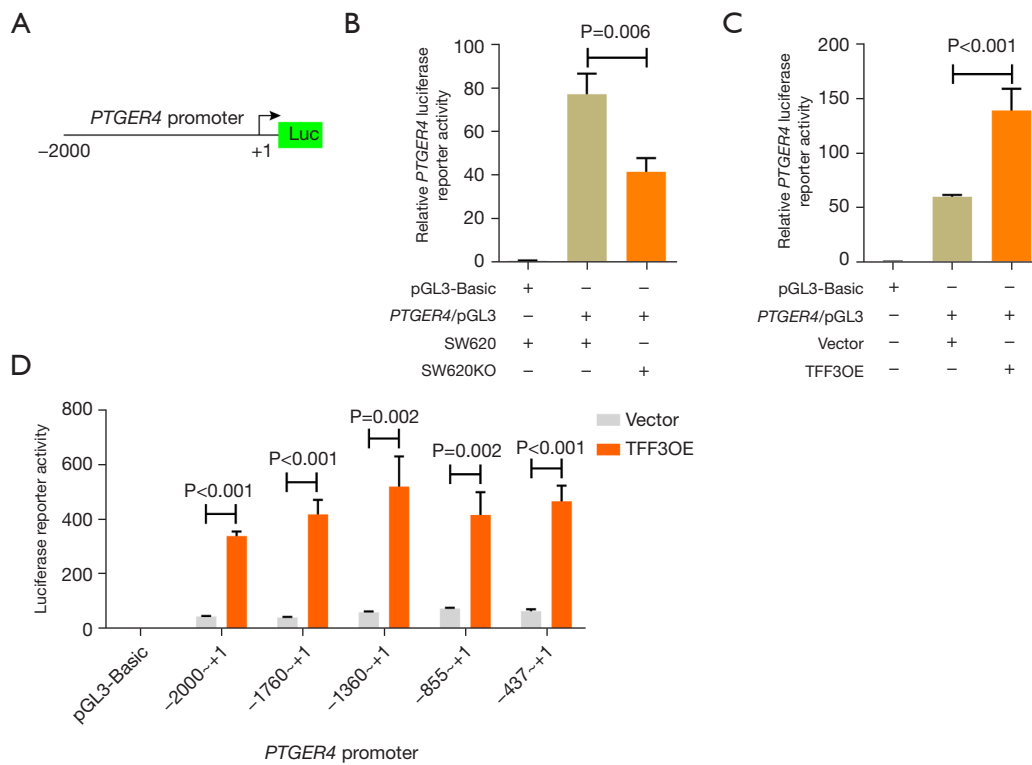 A
PTGER4 promoter
−2000
+1
Luc
B
P=0.006
Relative PTGER4 luciferase
reporter activity
100
80
60
40
20
0
pGL3-Basic + − −
PTGER4/pGL3 − + +
SW620 + + −
SW620KO − − +
C
P<0.001
Relative PTGER4 luciferase
reporter activity
200
150
100
50
0
pGL3-Basic + − −
PTGER4/pGL3 − + +
Vector − + −
TFF3OE − − +
D
Luciferase reporter activity
800
600
400
200
0
P<0.001
P<0.001
P=0.002
P=0.002
P<0.001
Vector
TFF3OE
pGL3-Basic
−2000~+1
−1760~+1
−1360~+1
−855~+1
−437~+1
PTGER4 promoter